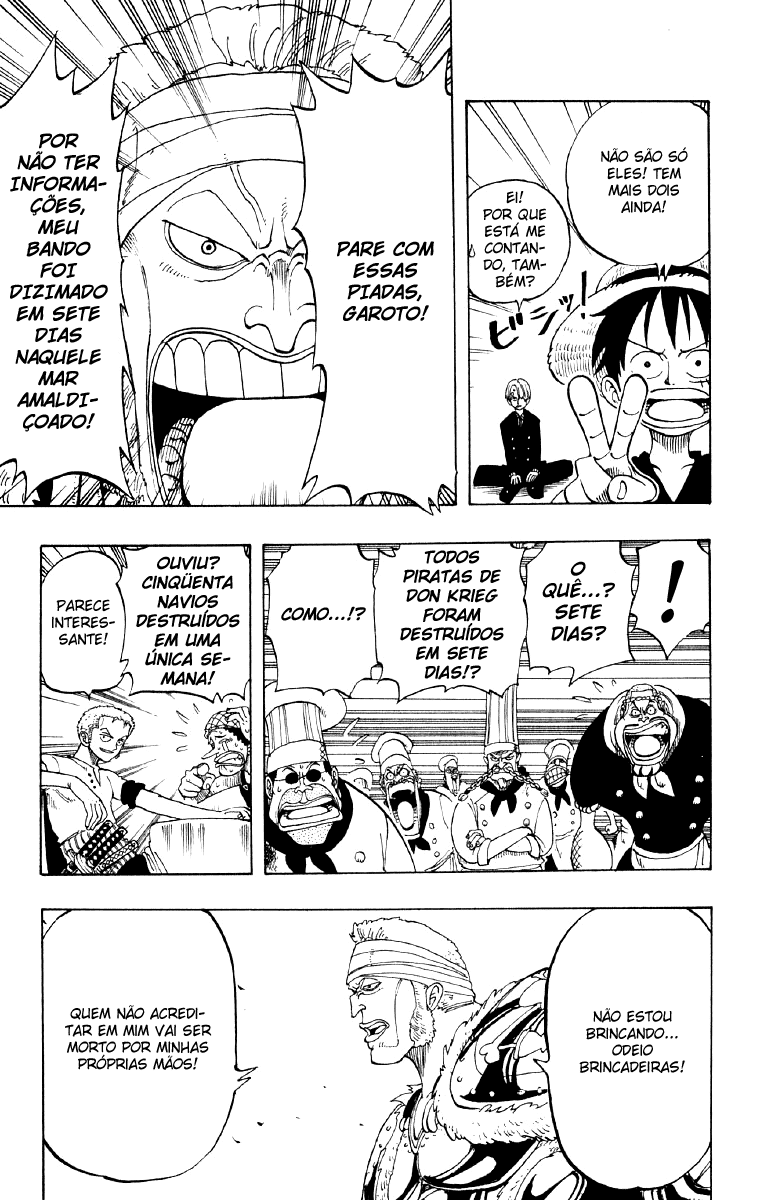 NÃO SÃO SÓ
ELES! TEM
MAIS DOIS
AINDA!
EI!
POR QUE
ESTÁ ME
CONTAN-
DO, TAM-
BÉM?
ビシッ!
PARE COM
ESSAS
PIADAS,
GAROTO!
POR
NÃO TER
INFORMA-
ÇÕES,
MEU
BANDO
FOI
DIZIMADO
EM SETE
DIAS
NAQUELE
MAR
AMALDI-
ÇOADO!
!
O
QUÊ...?
SETE
DIAS?
TODOS
PIRATAS DE
DON KRIEG
FORAM
DESTRUÍDOS
EM SETE
DIAS!?
COMO...!?
OUVIU?
CINQÜENTA
NAVIOS
DESTRUÍDOS
EM UMA
ÚNICA SE-
MANA!
PARECE
INTERES-
SANTE!
NÃO ESTOU
BRINCANDO...
ODEIO
BRINCADEIRAS!
QUEM NÃO ACREDI-
TAR EM MIM VAI SER
MORTO POR MINHAS
PRÓPRIAS MÃOS!